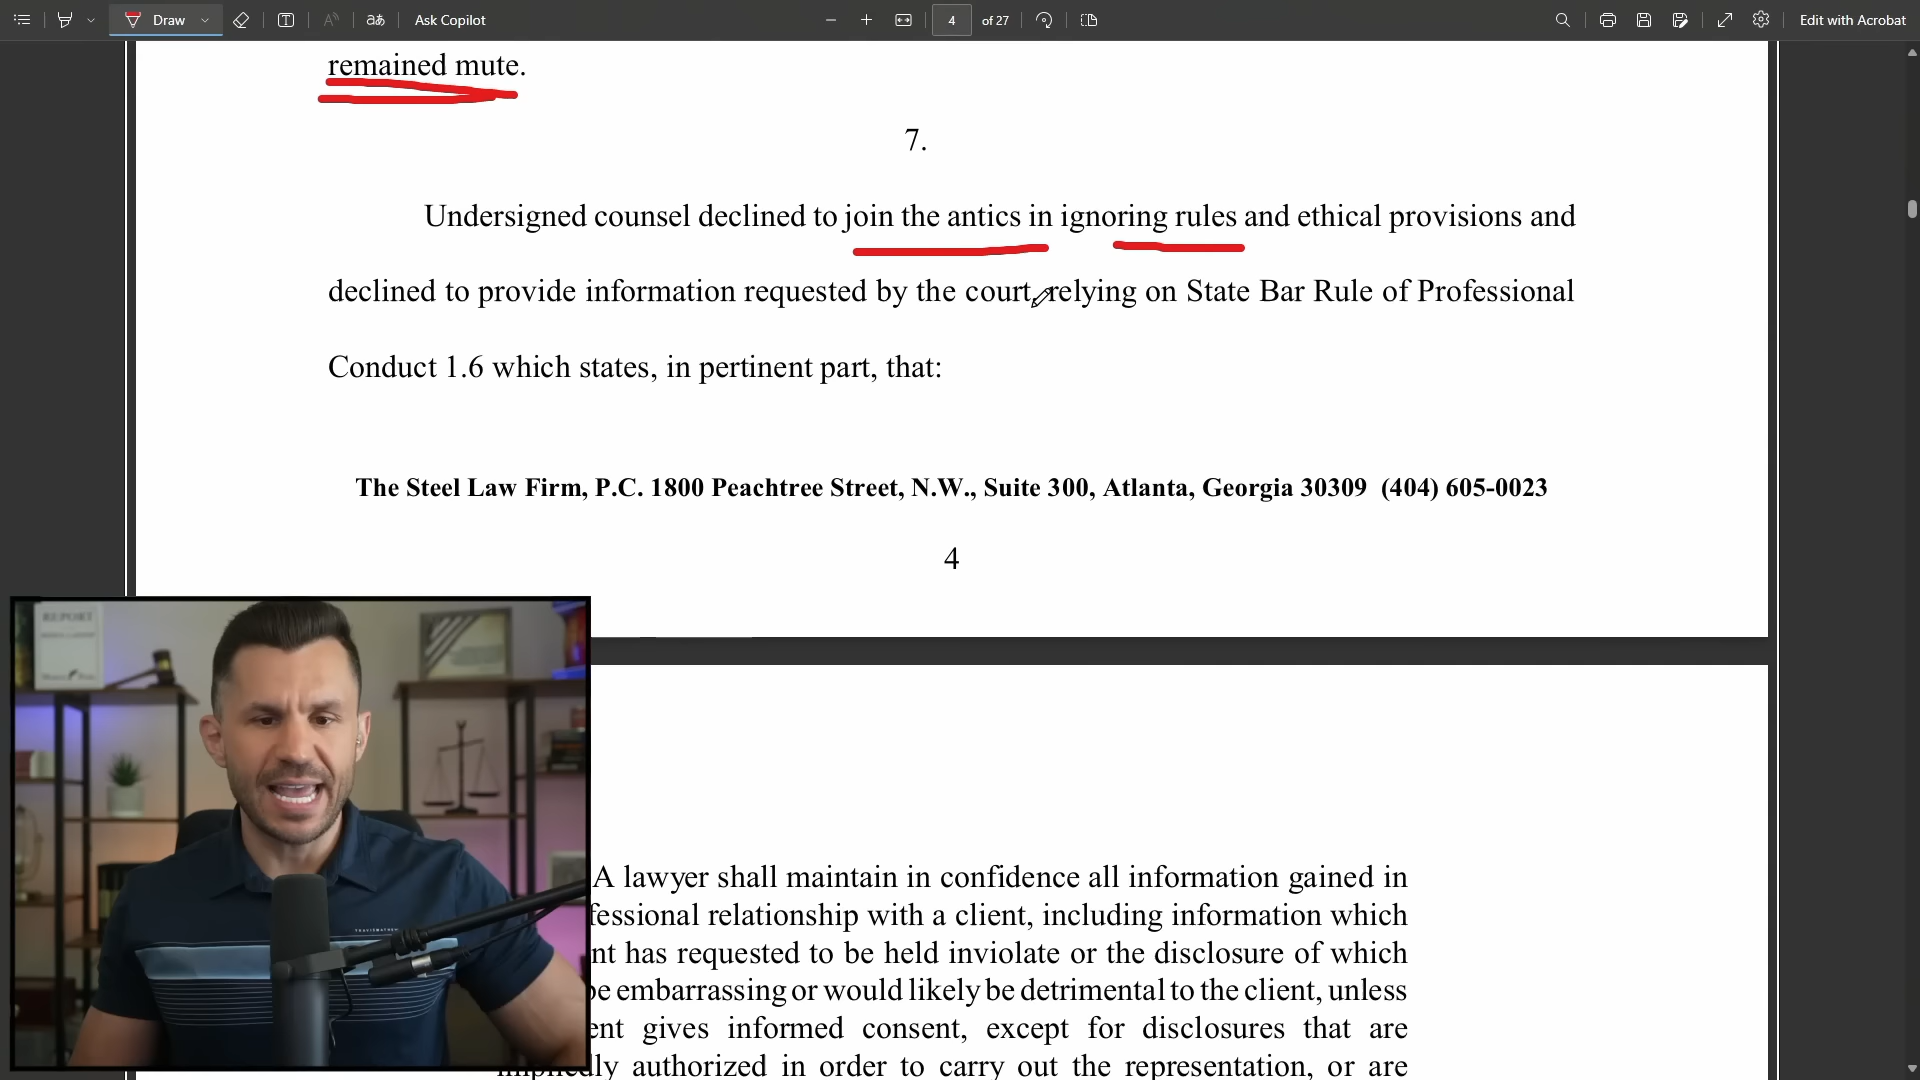 Draw
Ask Copilot
4 of 27
Edit with Acrobat
remained mute.
7.
Undersigned counsel declined to join the antics in ignoring rules and ethical provisions and
declined to provide information requested by the court, relying on State Bar Rule of Professional
Conduct 1.6 which states, in pertinent part, that:
The Steel Law Firm, P.C. 1800 Peachtree Street, N.W., Suite 300, Atlanta, Georgia 30309 (404) 605-0023
4
REPORT
A lawyer shall maintain in confidence all information gained in
fessional relationship with a client, including information which
nt has requested to be held inviolate or the disclosure of which
be embarrassing or would likely be detrimental to the client, unless
ent gives informed consent, except for disclosures that are
impliedly authorized in order to carry out the representation, or are